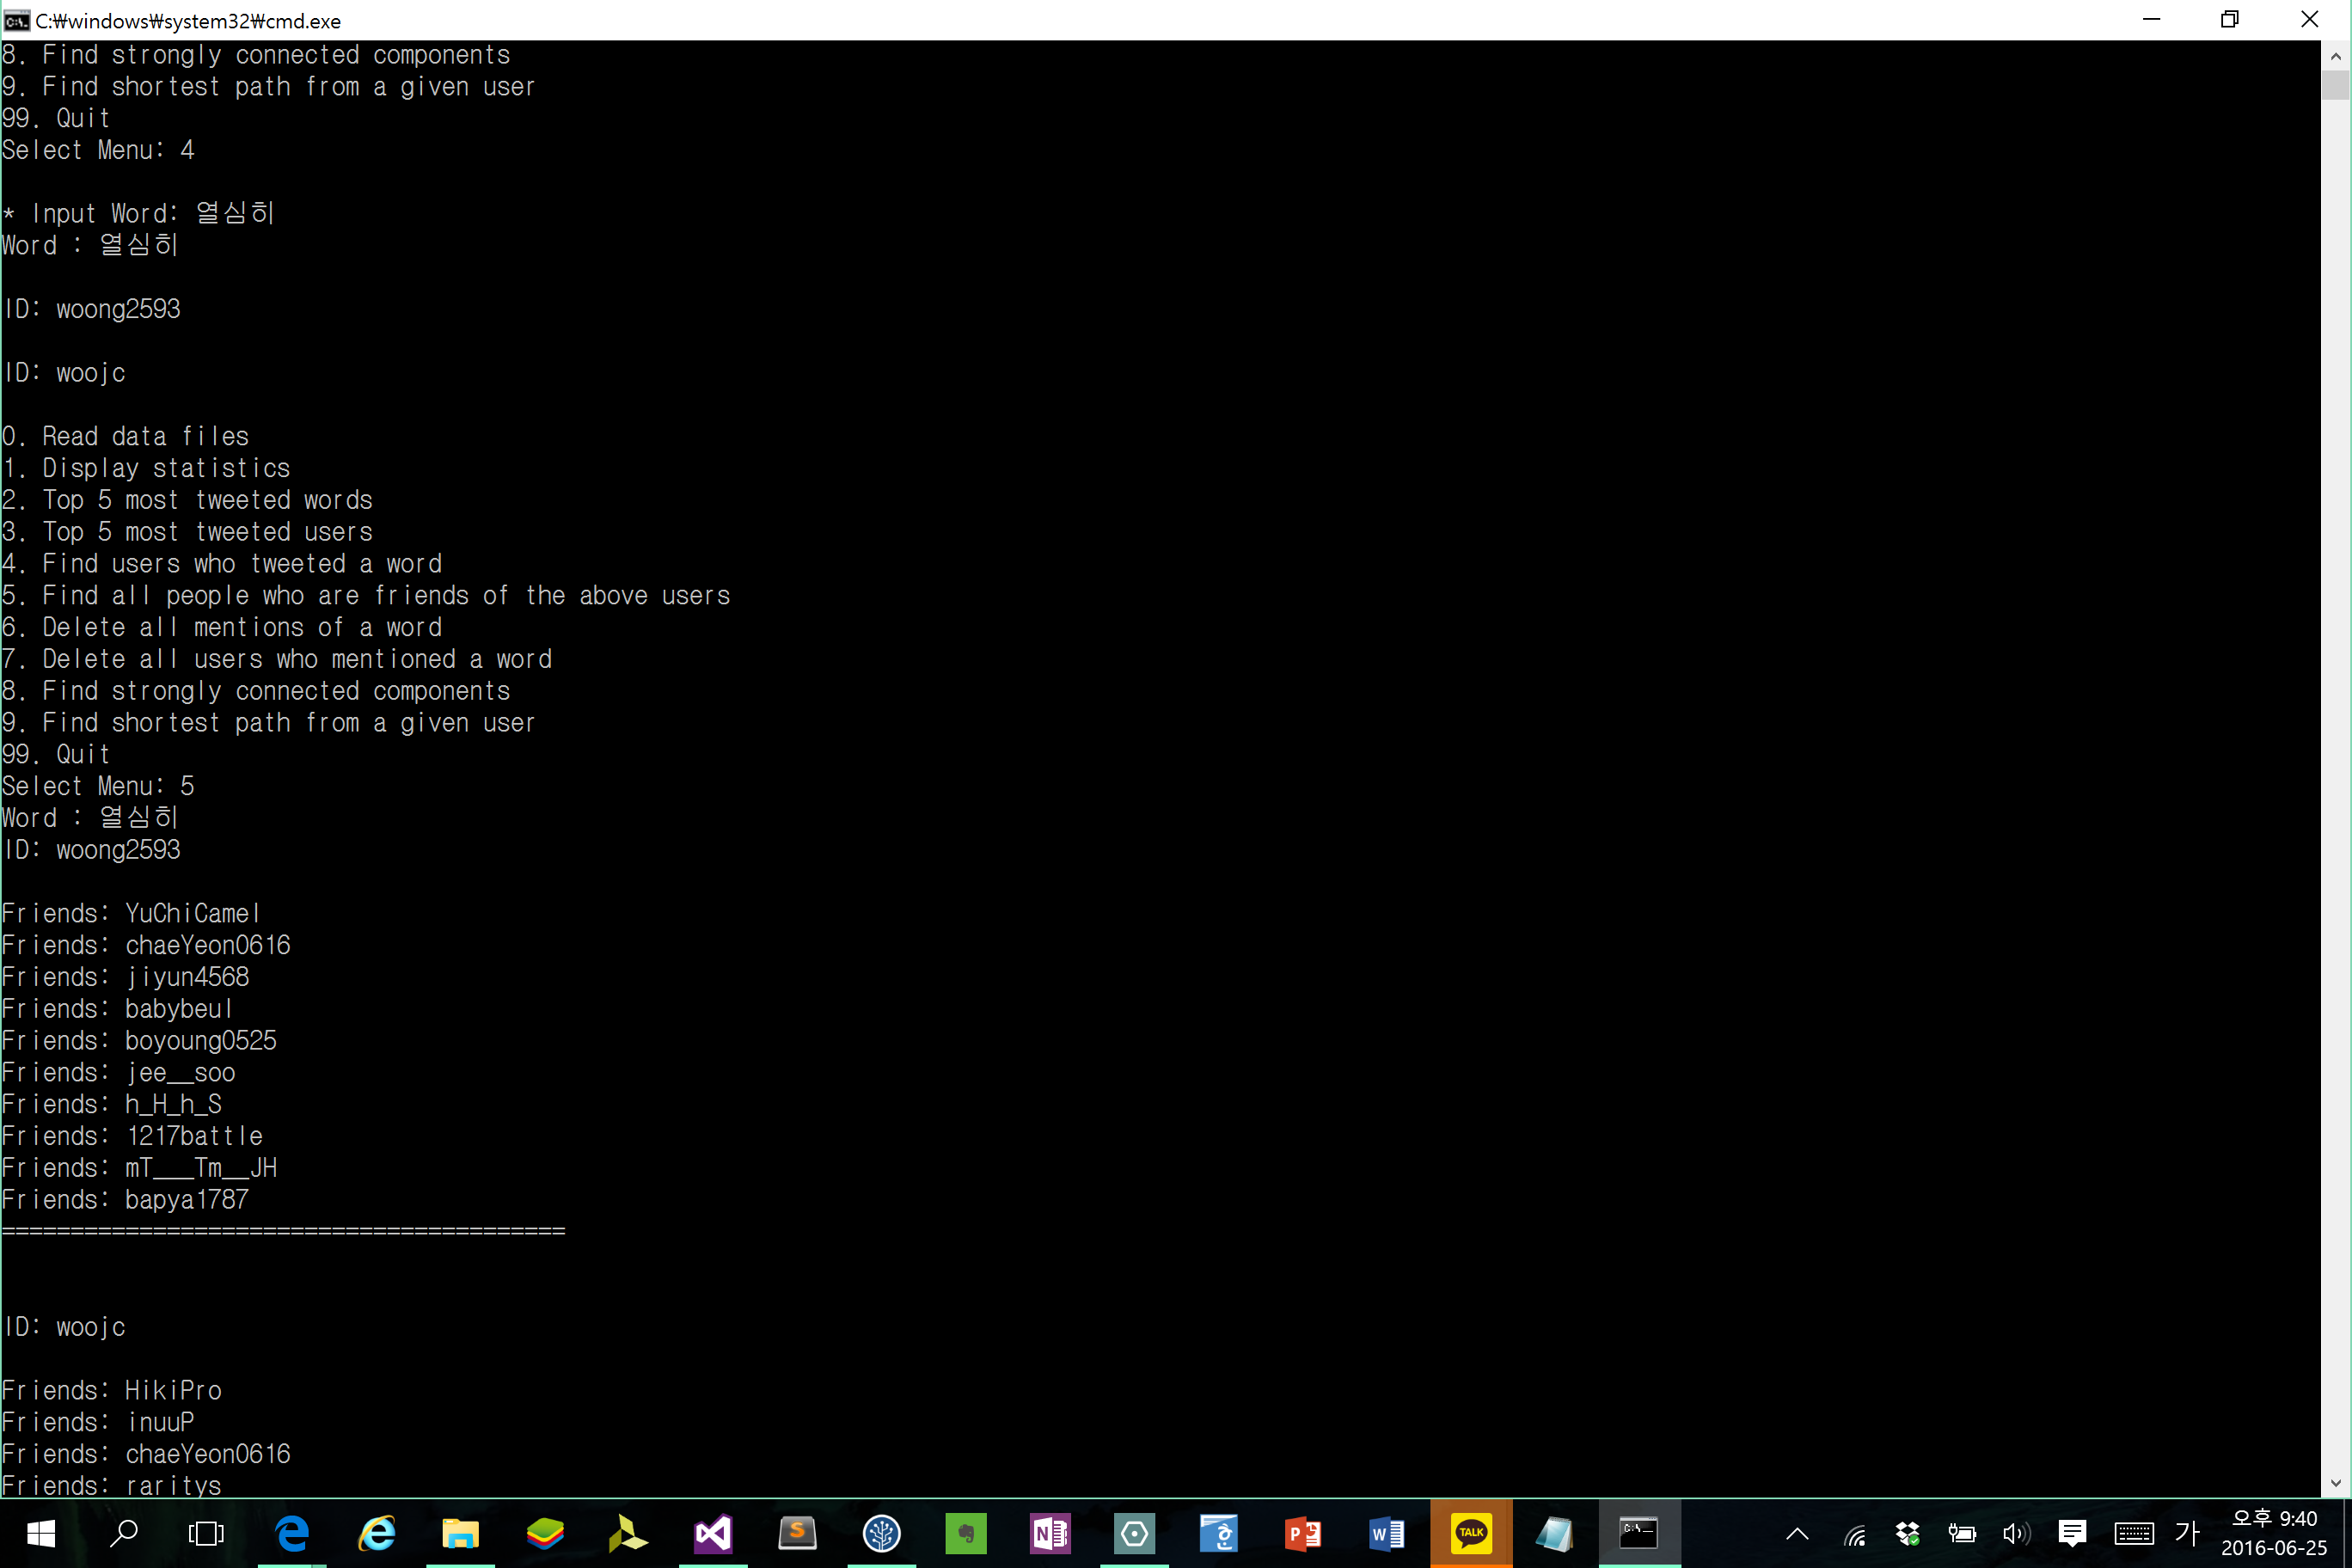 C:\windows\system32\cmd.exe
8. Find strongly connected components
9. Find shortest path from a given user
99. Quit
Select Menu: 4
* Input Word: 열심히
Word : 열심히
ID: woong2593
ID: woojc
0. Read data files
1. Display statistics
2. Top 5 most tweeted words
3. Top 5 most tweeted users
4. Find users who tweeted a word
5. Find all people who are friends of the above users
6. Delete all mentions of a word
7. Delete all users who mentioned a word
8. Find strongly connected components
9. Find shortest path from a given user
99. Quit
Select Menu: 5
Word : 열심히
ID: woong2593
Friends: YuChiCamel
Friends: chaeYeon0616
Friends: jiyun4568
Friends: babybeul
Friends: boyoung0525
Friends: jee__soo
Friends: h_H_h_S
Friends: 1217battle
Friends: mT___Tm__JH
Friends: bapya1787
=========================================
ID: woojc
Friends: HikiPro
Friends: inuuP
Friends: chaeYeon0616
Friends: raritys
TALK
가
오후 9:40
2016-06-25